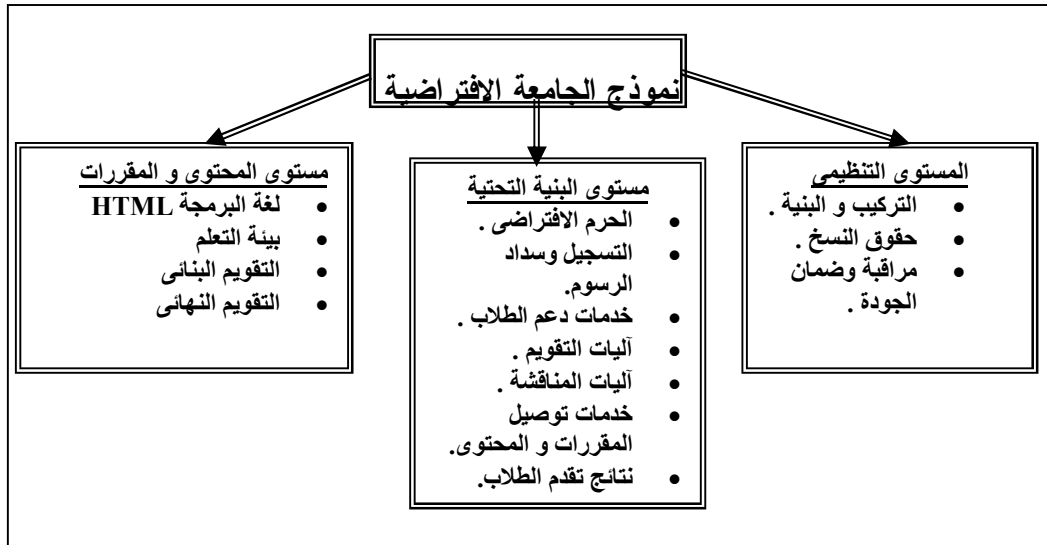 نموذج الجامعة الإفتراضية
المستوى التنظيمى
• التركيب و البنية .
• حقوق النسخ .
• مراقبة وضمان
الجودة .
مستوى البنية التحتية
• الحرم الافتراضى .
• التسجيل وسداد
الرسوم.
• خدمات دعم الطلاب .
• آليات التقويم .
• آليات المناقشة .
• خدمات توصيل
المقررات و المحتوى.
• نتائج تقدم الطلاب.
مستوى المحتوى و المقررات
• لغة البرمجة HTML
• بيئة التعلم
• التقويم البنائى
• التقويم النهائى